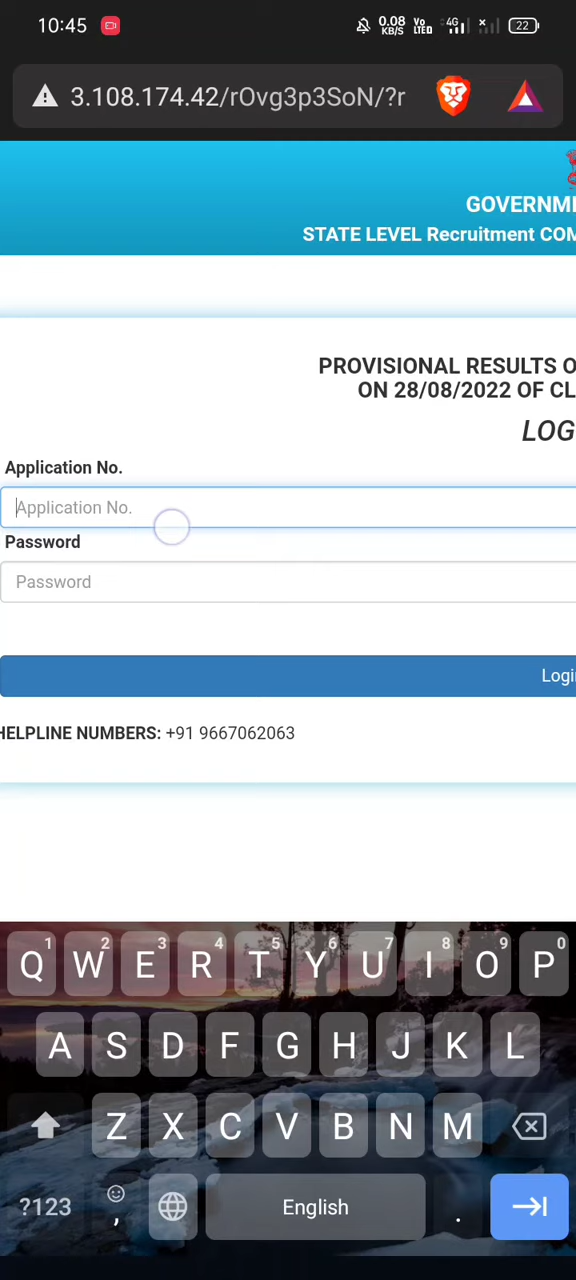 10:45 0.08 KB/S Vo LTED 4G 22
3.108.174.42/rOvg3p3SoN/?r
GOVERNME
STATE LEVEL Recruitment COM
PROVISIONAL RESULTS O
ON 28/08/2022 OF CL
LOG
Application No.
Application No.
Password
Password
Login
HELPLINE NUMBERS: +91 9667062063
1 2 3 4 5 6 7 8 9 0
Q W E R T Y U I O P
A S D F G H J K L
Z X C V B N M
?123 , English .